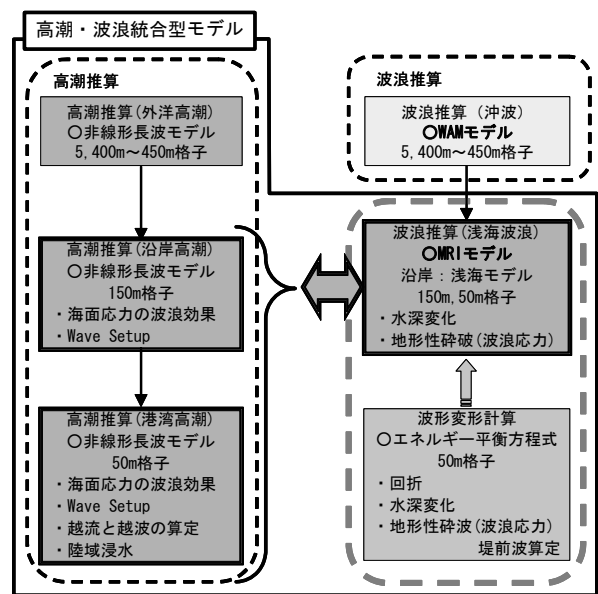 高潮・波浪統合型モデル
高潮推算
高潮推算(外洋高潮)
○非線形長波モデル
5,400m～450m格子
高潮推算(沿岸高潮)
○非線形長波モデル
150m格子
・海面応力の波浪効果
・Wave Setup
高潮推算(港湾高潮)
○非線形長波モデル
50m格子
・海面応力の波浪効果
・Wave Setup
・越流と越波の算定
・陸域浸水
波浪推算
波浪推算（沖波）
○WAMモデル
5,400m～450m格子
波浪推算(浅海波浪)
○MRIモデル
沿岸：浅海モデル
150m,50m格子
・水深変化
・地形性砕破(波浪応力)
波形変形計算
○エネルギー平衡方程式
50m格子
・回折
・水深変化
・地形性砕波(波浪応力)
堤前波算定